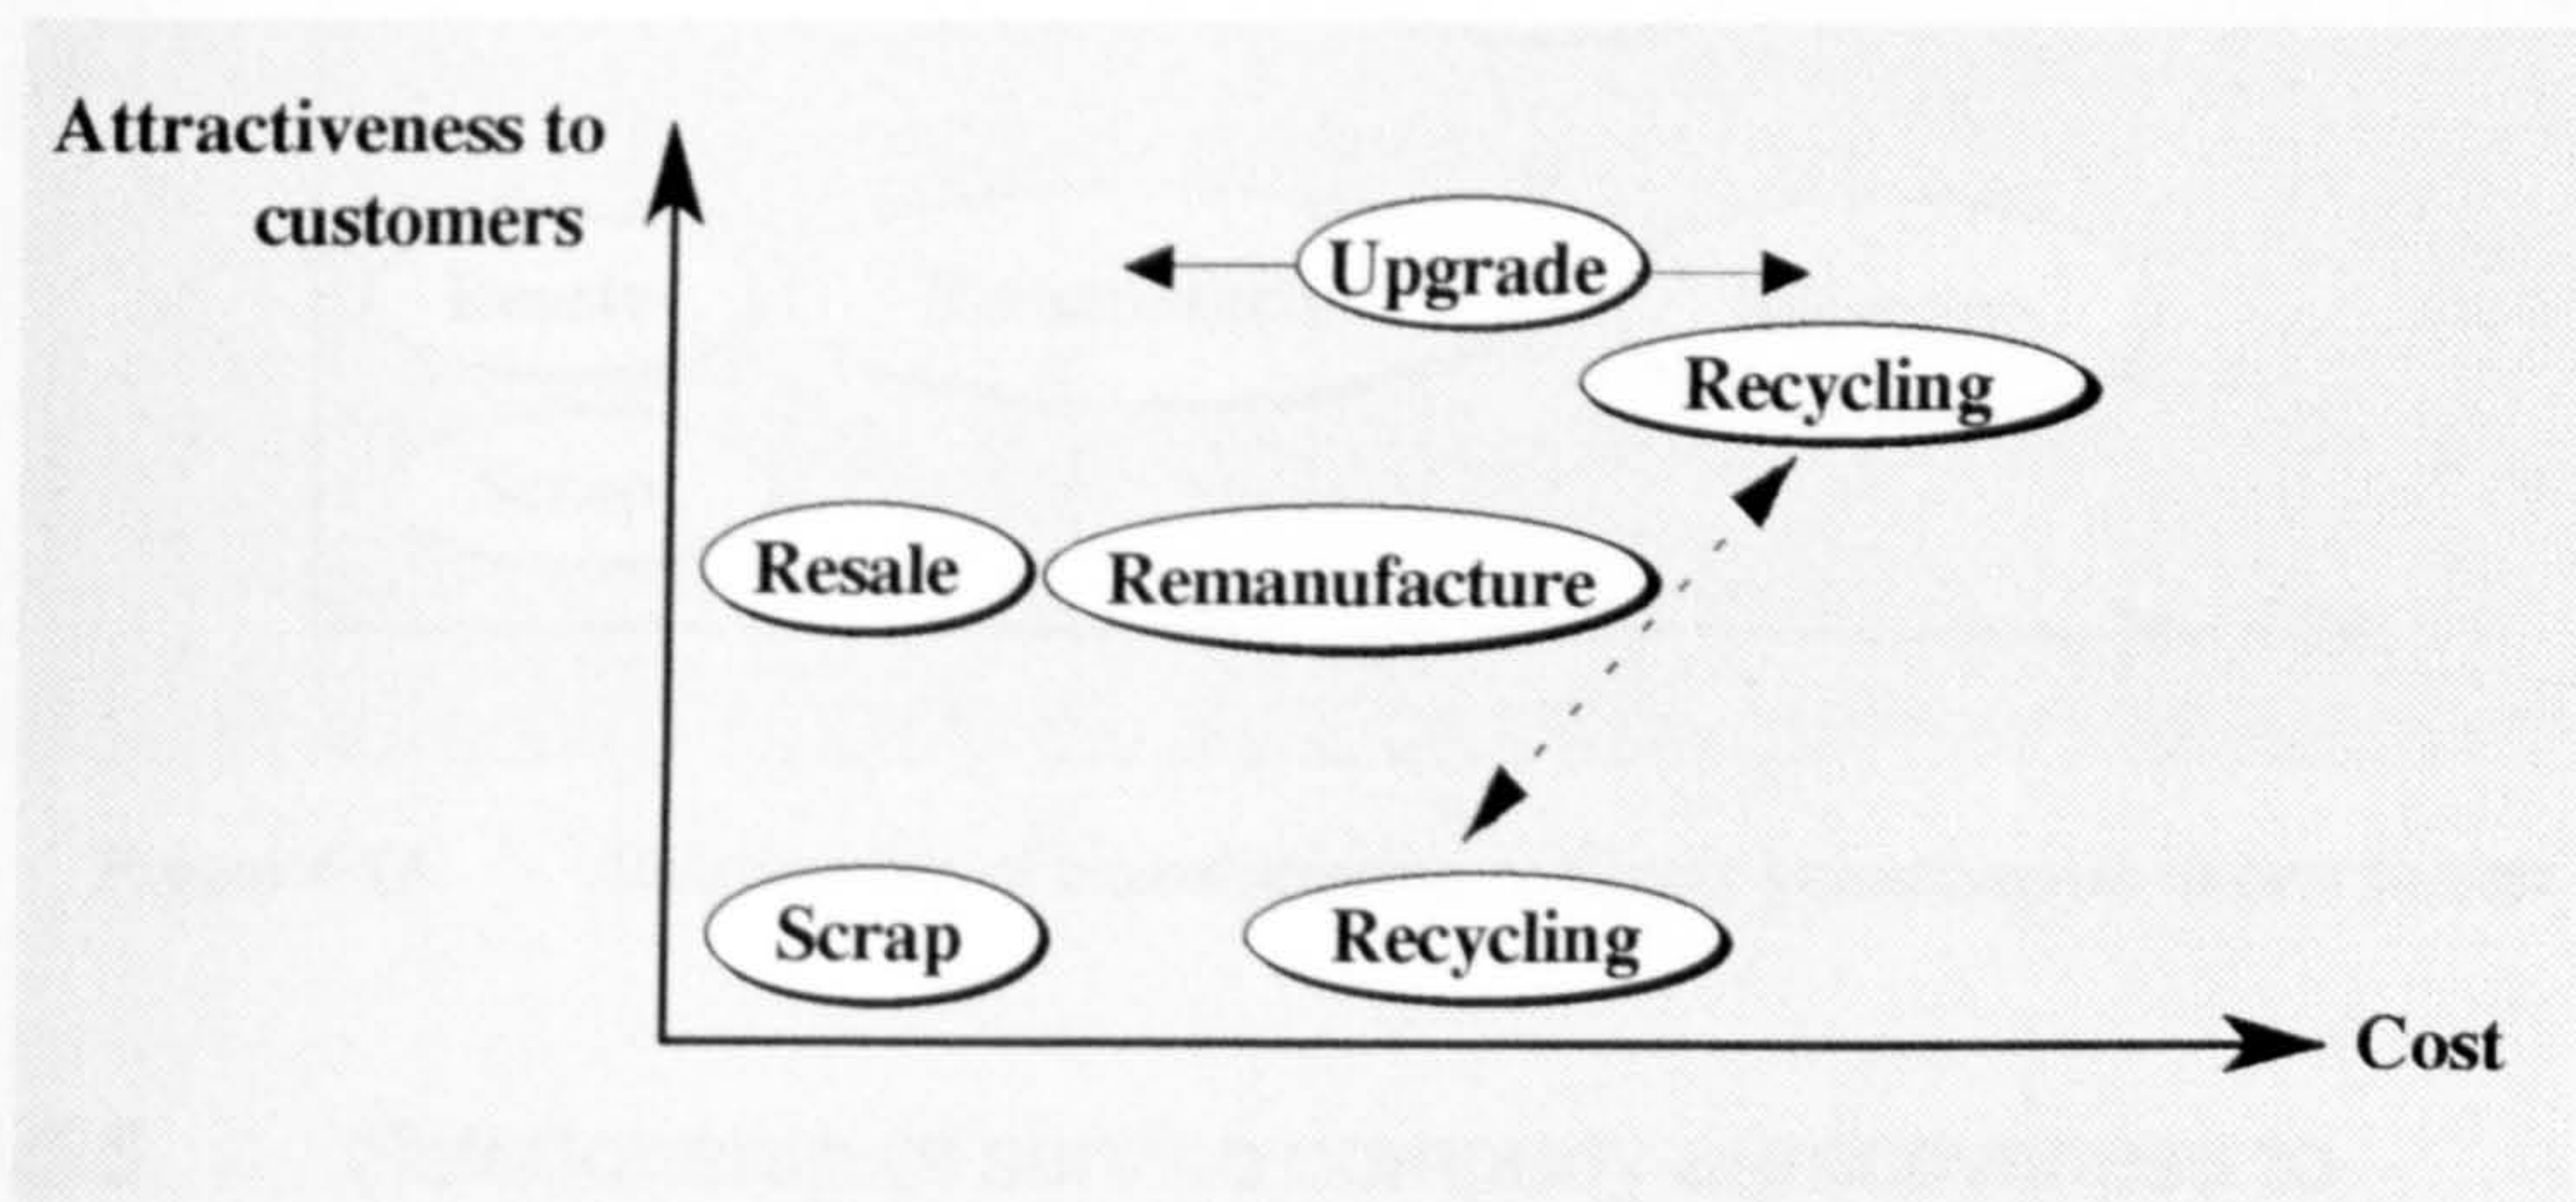 Attractiveness to
customers
Upgrade
Recycling
Resale
Remanufacture
Scrap
Recycling
Cost